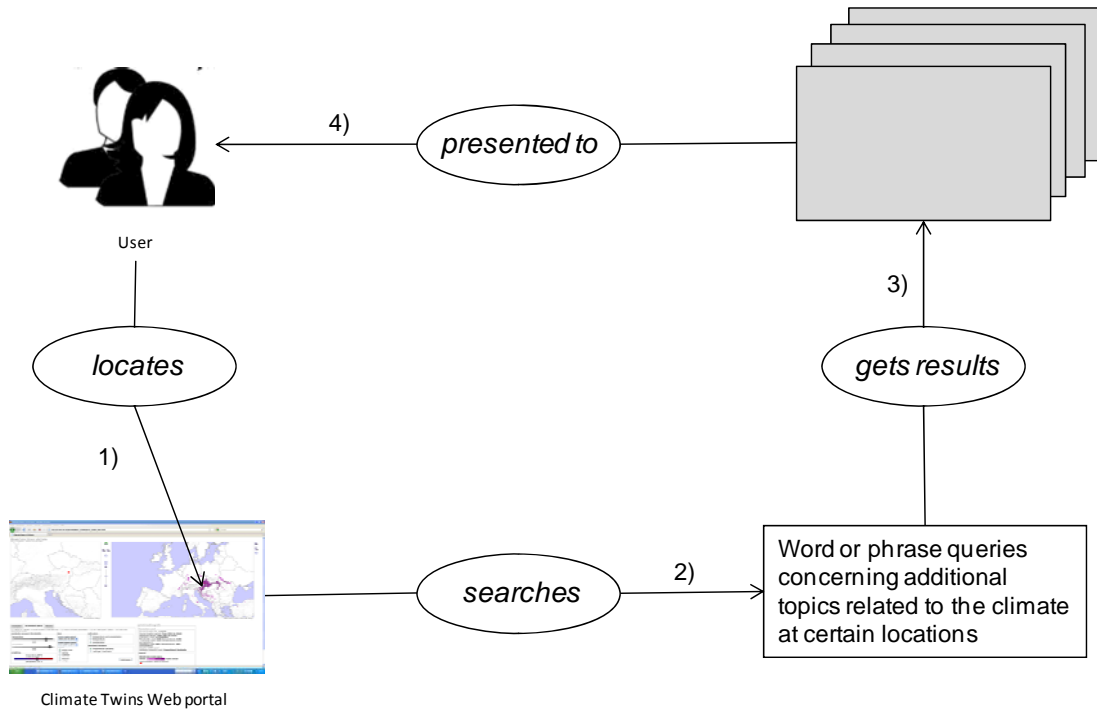 4)
presented to
User
3)
locates
gets results
1)
searches
2)
Word or phrase queries
concerning additional
topics related to the climate
at certain locations
Climate Twins Web portal